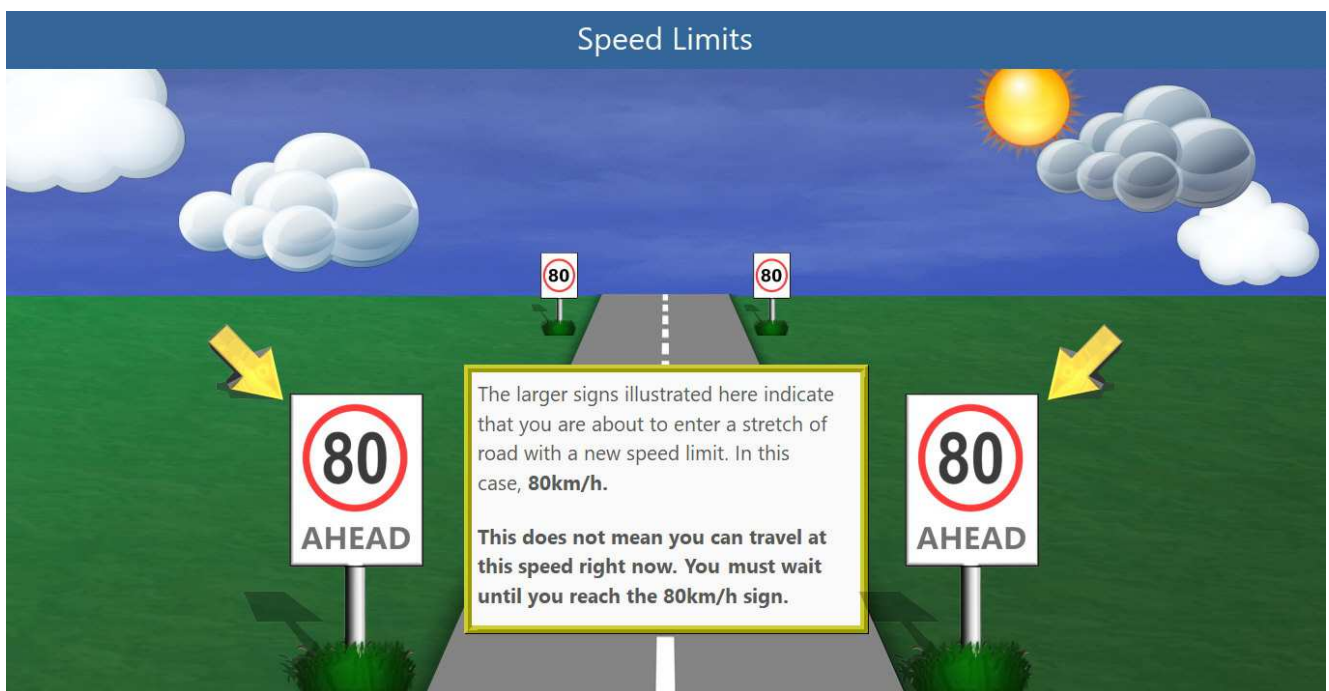 Speed Limits
80
80
80
AHEAD
The larger signs illustrated here indicate
that you are about to enter a stretch of
road with a new speed limit. In this
case, 80km/h.
This does not mean you can travel at
this speed right now. You must wait
until you reach the 80km/h sign.
80
AHEAD